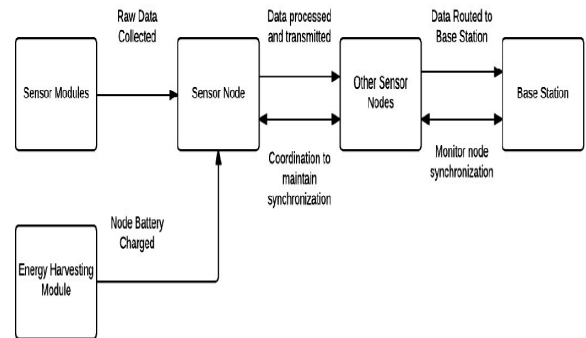 Raw Data
Collected
Data processed
and transmitted
Data Routed to
Base Station
Sensor Modules
Sensor Node
Other Sensor
Nodes
Base Station
Coordination to
maintain
synchronization
Monitor node
synchronization
Node Battery
Charged
Energy Harvesting
Module